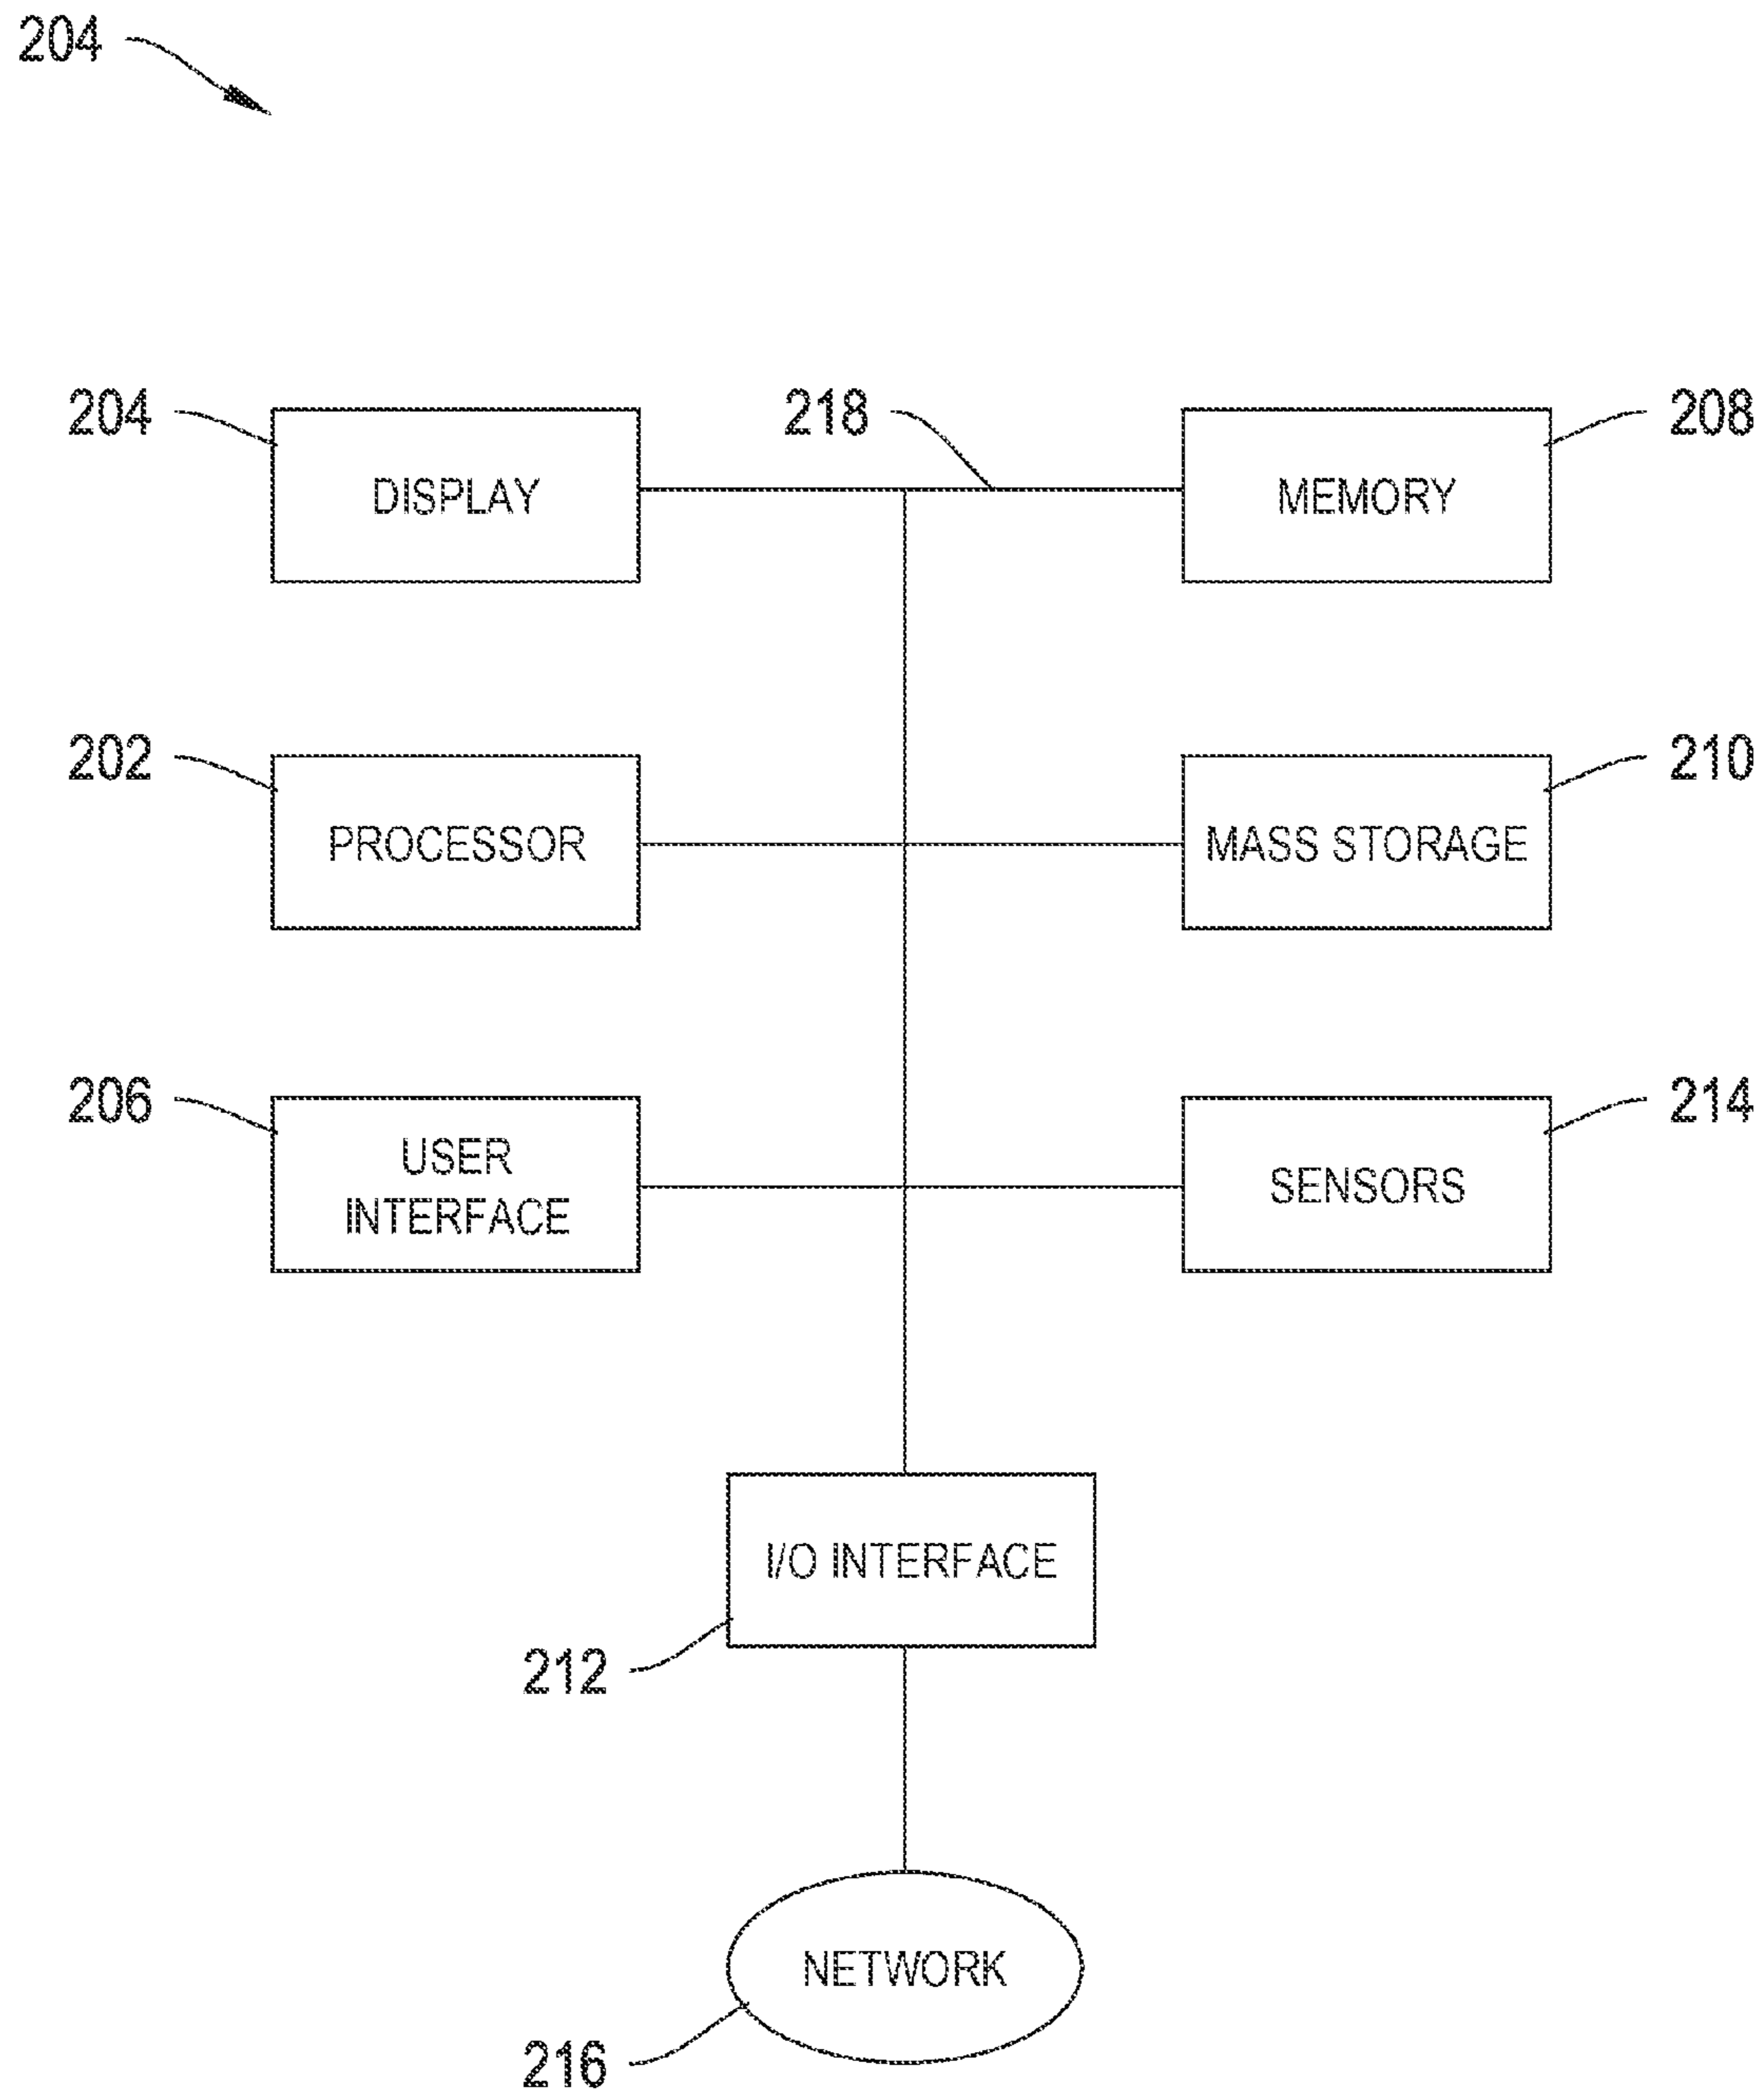 204
204
DISPLAY
218
208
MEMORY
202
PROCESSOR
210
MASS STORAGE
206
USER
INTERFACE
214
SENSORS
I/O INTERFACE
212
NETWORK
216